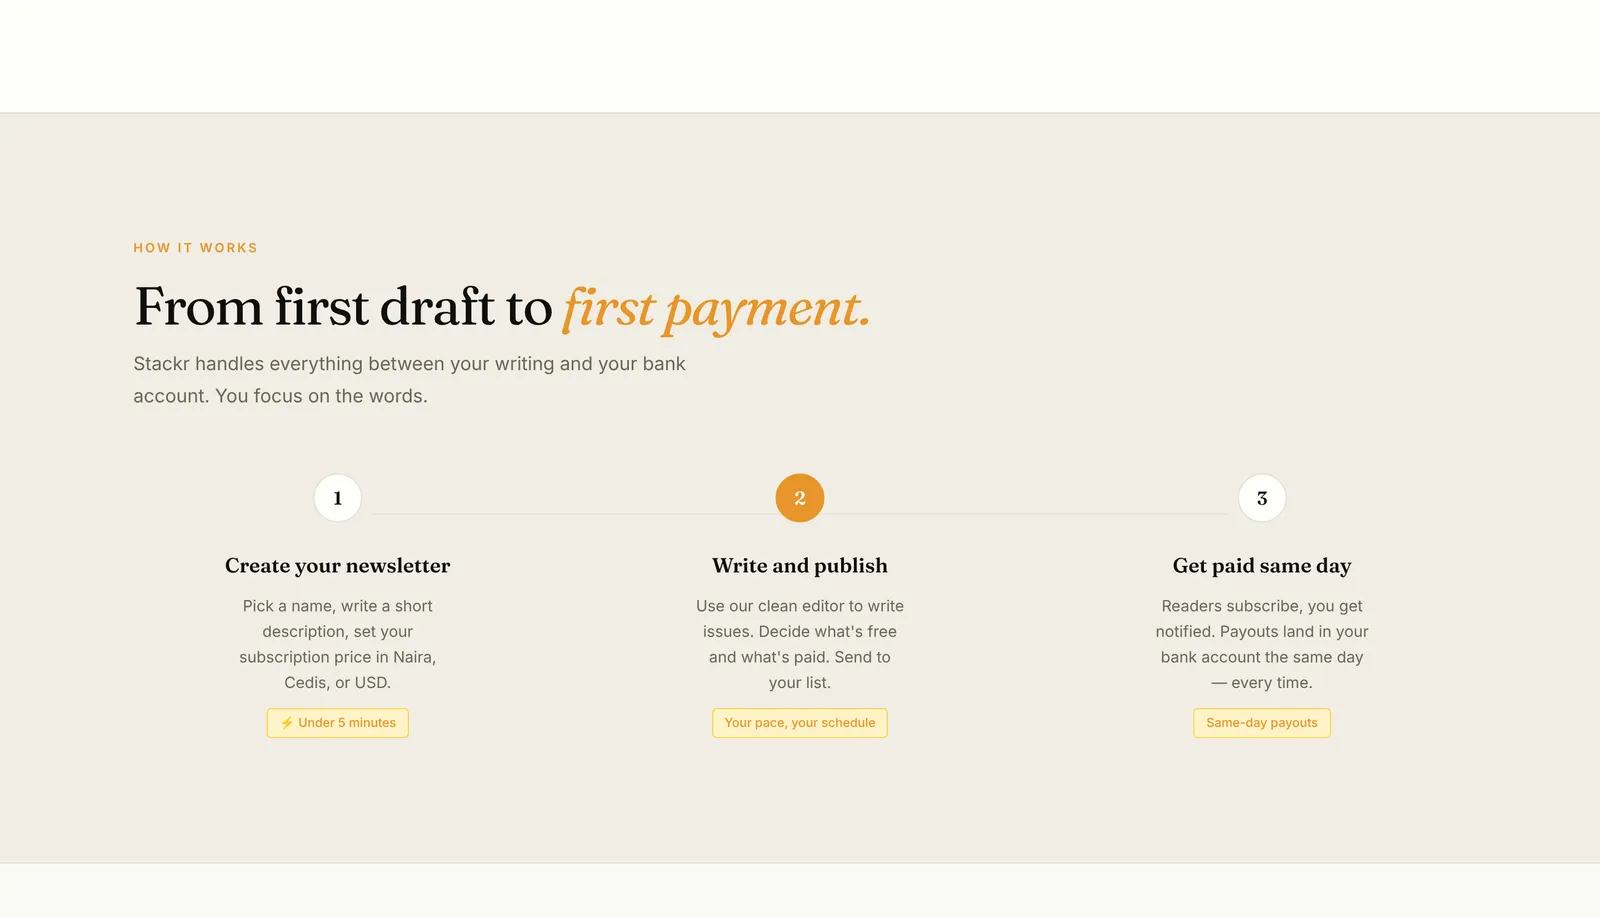 HOW IT WORKS
From first draft to first payment.
Stackr handles everything between your writing and your bank
account. You focus on the words.
1
Create your newsletter
Pick a name, write a short
description, set your
subscription price in Naira,
Cedis, or USD.
⚡ Under 5 minutes
2
Write and publish
Use our clean editor to write
issues. Decide what's free
and what's paid. Send to
your list.
Your pace, your schedule
3
Get paid same day
Readers subscribe, you get
notified. Payouts land in your
bank account the same day
— every time.
Same-day payouts